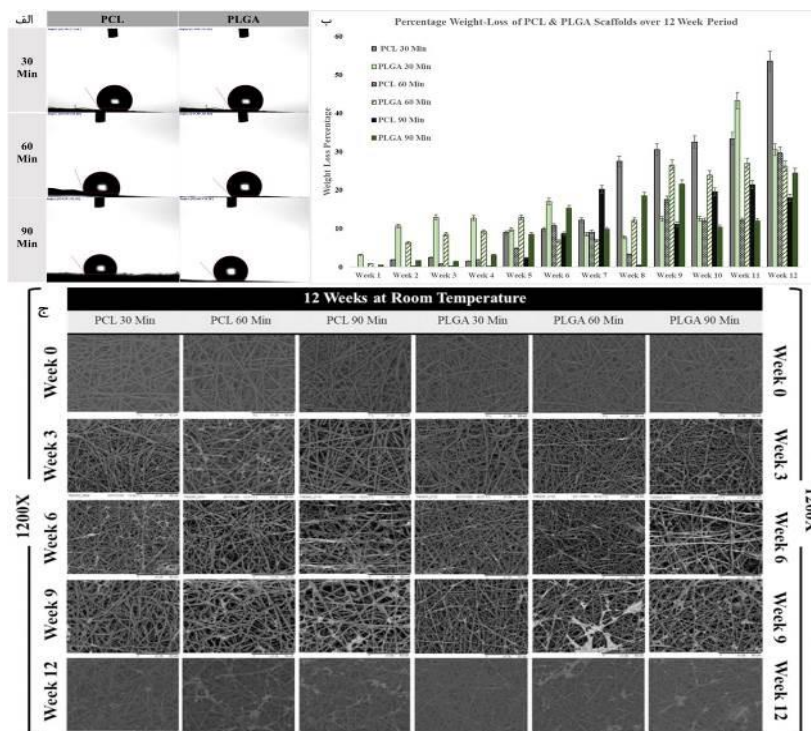 الف
PCL PLGA
30
Min
60
Min
90
Min
ب
Percentage Weight-Loss of PCL & PLGA Scaffolds over 12 Week Period
Weight Loss Percentage
60
50
40
30
20
10
0
PCL 30 Min
PLGA 30 Min
PCL 60 Min
PLGA 60 Min
PCL 90 Min
PLGA 90 Min
Week 1 Week 2 Week 3 Week 4 Week 5 Week 6 Week 7 Week 8 Week 9 Week 10 Week 11 Week 12
ج
12 Weeks at Room Temperature
PCL 30 Min PCL 60 Min PCL 90 Min PLGA 30 Min PLGA 60 Min PLGA 90 Min
Week 0 Week 0
Week 3 Week 3
1200X 1200X
Week 6 Week 6
Week 9 Week 9
Week 12 Week 12